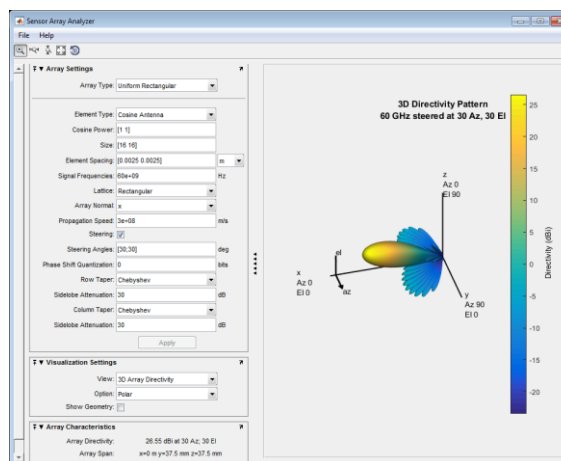 Sensor Array Analyzer
File Help
Array Settings
Array Type: Uniform Rectangular
Element Type: Cosine Antenna
Cosine Power: [1 1]
Size: [16 16]
Element Spacing: [0.0025 0.0025] m
Signal Frequencies: 60e+09 Hz
Lattice: Rectangular
Array Normal: x
Propagation Speed: 3e+08 m/s
Steering:
Steering Angles: [30;30] deg
Phase Shift Quantization: 0 bits
Row Taper: Chebyshev
Sidelobe Attenuation: 30 dB
Column Taper: Chebyshev
Sidelobe Attenuation: 30 dB
Apply
Visualization Settings
View: 3D Array Directivity
Option: Polar
Show Geometry:
Array Characteristics
Array Directivity: 26.55 dBi at 30 Az; 30 El
Array Span: x=0 m y=37.5 mm z=37.5 mm
3D Directivity Pattern
60 GHz steered at 30 Az, 30 El
z
Az 0
El 90
el
x
Az 0
El 0
az
y
Az 90
El 0
25
20
15
10
5
0
-5
-10
-15
-20
Directivity (dBi)